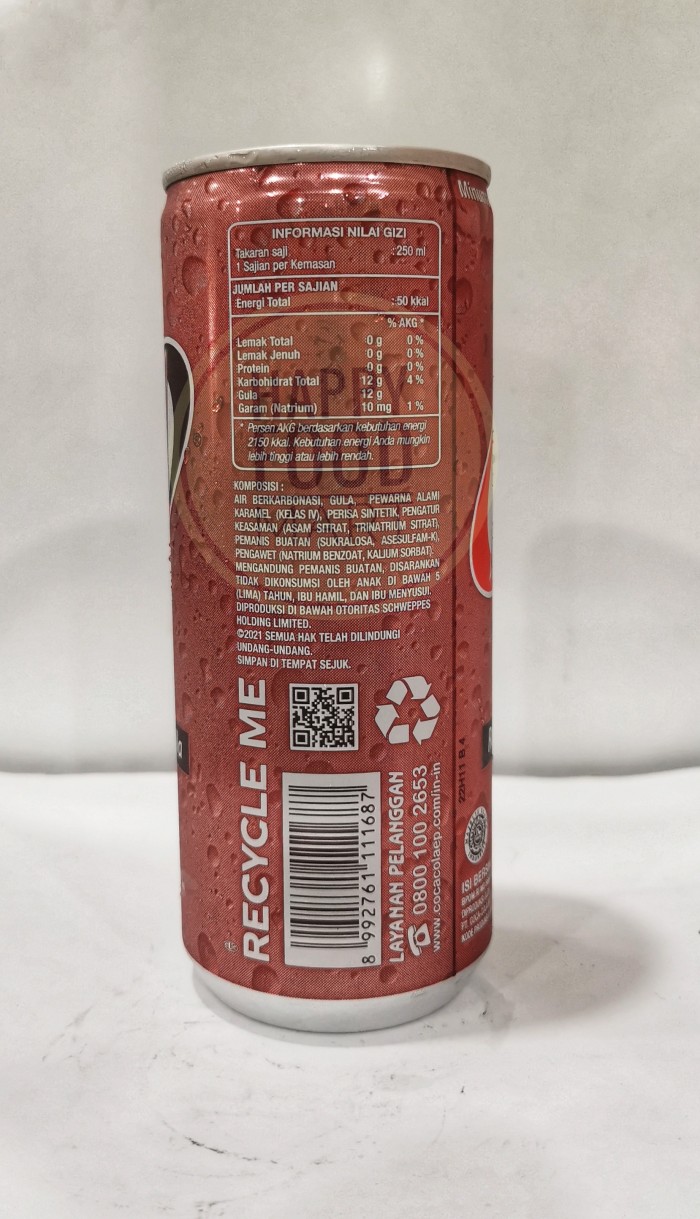 Minum
INFORMASI NILAI GIZI
Takaran saji : 250 ml
1 Sajian per Kemasan
JUMLAH PER SAJIAN
Energi Total : 50 kkal
% AKG *
Lemak Total 0 g 0 %
Lemak Jenuh 0 g 0 %
Protein 0 g 0 %
Karbohidrat Total 12 g 4 %
Gula 12 g
Garam (Natrium) 10 mg 1 %
* Persen AKG berdasarkan kebutuhan energi
2150 kkal. Kebutuhan energi Anda mungkin
lebih tinggi atau lebih rendah.
HAPPY
FOOD
KOMPOSISI :
AIR BERKARBONASI, GULA, PEWARNA ALAMI
KARAMEL (KELAS IV), PERISA SINTETIK, PENGATUR
KEASAMAN (ASAM SITRAT, TRINATRIUM SITRAT),
PEMANIS BUATAN (SUKRALOSA, ASESULFAM-K),
PENGAWET (NATRIUM BENZOAT, KALIUM SORBAT).
MENGANDUNG PEMANIS BUATAN, DISARANKAN
TIDAK DIKONSUMSI OLEH ANAK DI BAWAH 5
(LIMA) TAHUN, IBU HAMIL, DAN IBU MENYUSUI.
DIPRODUKSI DI BAWAH OTORITAS SCHWEPPES
HOLDING LIMITED.
©2021 SEMUA HAK TELAH DILINDUNGI
UNDANG-UNDANG.
SIMPAN DI TEMPAT SEJUK.
RECYCLE ME
8 992761 111687
LAYANAN PELANGGAN
0800 100 2653
www.cocacolaep.com/in-in
22H11 B 4
ISI BERS